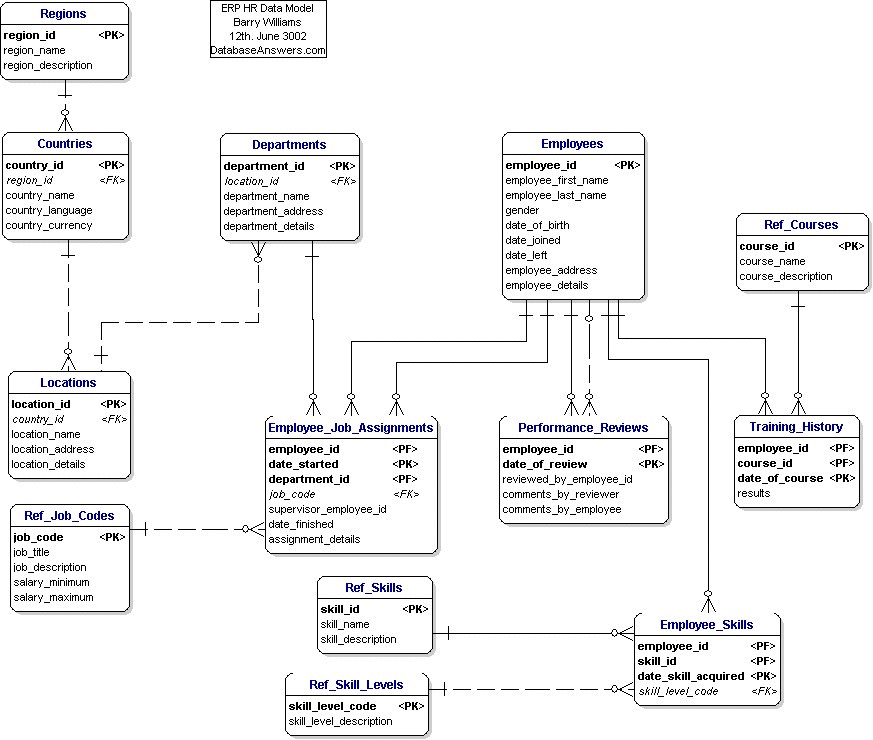 Regions
region_id <PK>
region_name
region_description
ERP HR Data Model
Barry Williams
12th. June 3002
DatabaseAnswers.com
Countries
country_id <PK>
region_id <FK>
country_name
country_language
country_currency
Departments
department_id <PK>
location_id <FK>
department_name
department_address
department_details
Employees
employee_id <PK>
employee_first_name
employee_last_name
gender
date_of_birth
date_joined
date_left
employee_address
employee_details
Ref_Courses
course_id <PK>
course_name
course_description
Locations
location_id <PK>
country_id <FK>
location_name
location_address
location_details
Employee_Job_Assignments
employee_id <PF>
date_started <PK>
department_id <PF>
job_code <FK>
supervisor_employee_id
date_finished
assignment_details
Performance_Reviews
employee_id <PF>
date_of_review <PK>
reviewed_by_employee_id
comments_by_reviewer
comments_by_employee
Training_History
employee_id <PF>
course_id <PF>
date_of_course <PK>
results
Ref_Job_Codes
job_code <PK>
job_title
job_description
salary_minimum
salary_maximum
Ref_Skills
skill_id <PK>
skill_name
skill_description
Employee_Skills
employee_id <PF>
skill_id <PF>
date_skill_acquired <PK>
skill_level_code <FK>
Ref_Skill_Levels
skill_level_code <PK>
skill_level_description